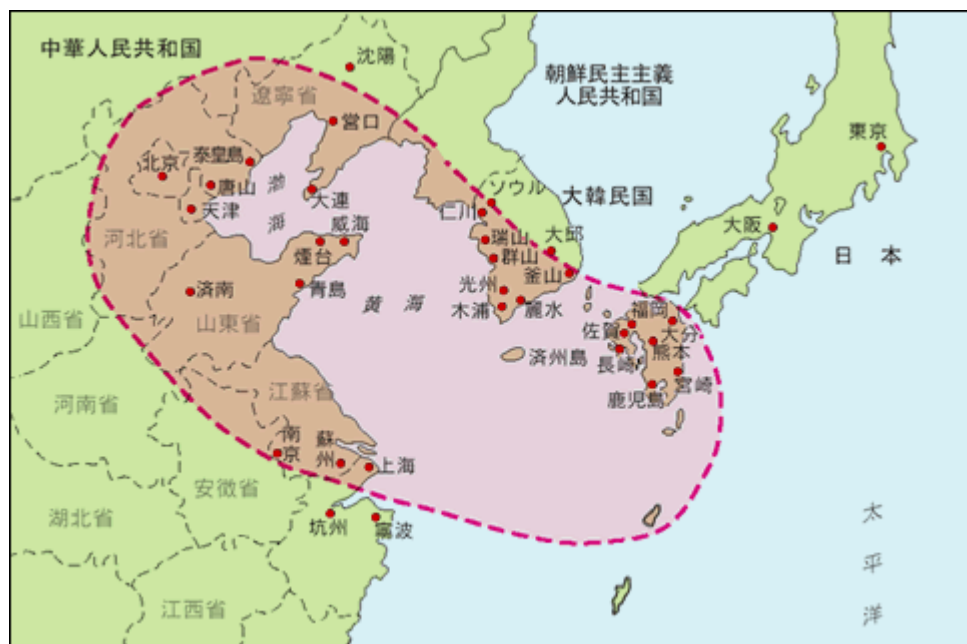 中華人民共和国
沈陽
遼寧省
営口
朝鮮民主主義
人民共和国
東京
北京
泰皇島
唐山
天津
渤海
大連
威海
煙台
青島
河北省
済南
山東省
山西省
黄海
ソウル
大韓民国
仁川
瑞山
大邱
群山
釜山
光州
木浦
麗水
済州島
大阪
日本
福岡
佐賀
大分
熊本
長崎
宮崎
鹿児島
江蘇省
河南省
南京
蘇州
上海
安徴省
湖北省
坑州
寧波
江西省
太平洋